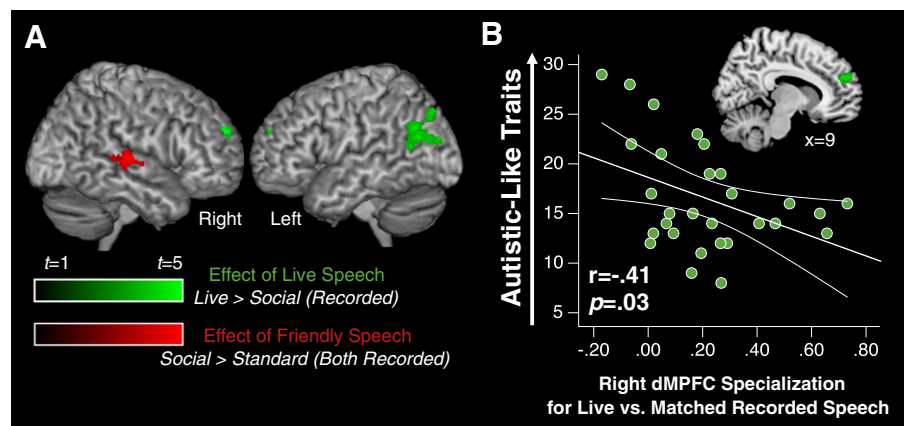 A
Right
Left
t=1
t=5
Effect of Live Speech
Live > Social (Recorded)
Effect of Friendly Speech
Social > Standard (Both Recorded)
B
Autistic-Like Traits
30
25
20
15
10
5
x=9
r=-.41
p=.03
-.20 .00 .20 .40 .60 .80
Right dMPFC Specialization
for Live vs. Matched Recorded Speech